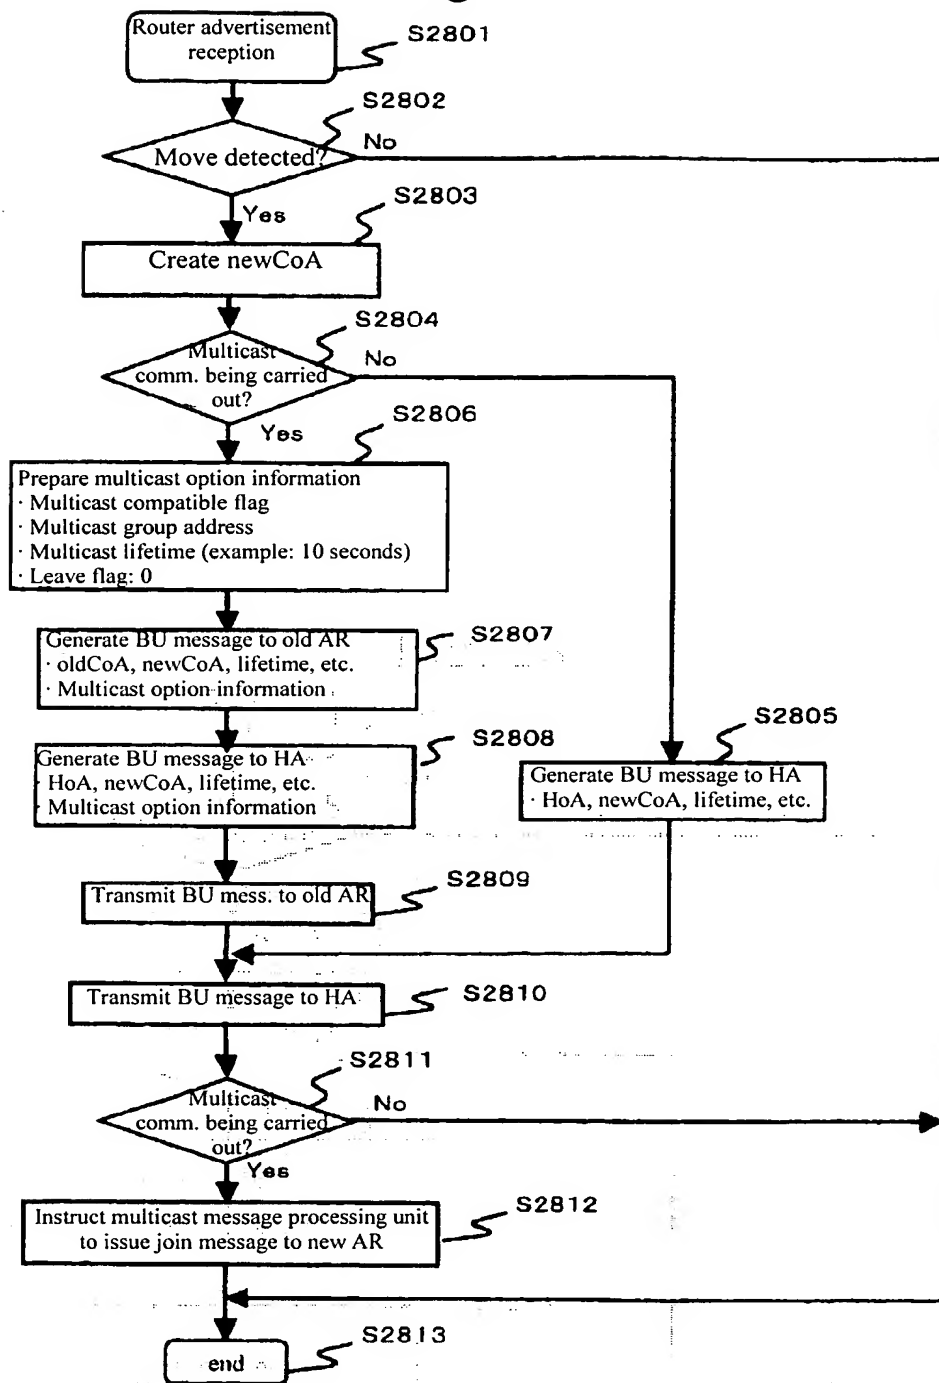 Router advertisement
reception
S2801
S2802
Move detected?
No
Yes
S2803
Create newCoA
S2804
Multicast
comm. being carried
out?
No
Yes
S2806
Prepare multicast option information
· Multicast compatible flag
· Multicast group address
· Multicast lifetime (example: 10 seconds)
· Leave flag: 0
Generate BU message to old AR
· oldCoA, newCoA, lifetime, etc.
· Multicast option information
S2807
Generate BU message to HA
· HoA, newCoA, lifetime, etc.
· Multicast option information
S2808
S2805
Generate BU message to HA
· HoA, newCoA, lifetime, etc.
Transmit BU mess. to old AR
S2809
Transmit BU message to HA
S2810
S2811
Multicast
comm. being carried
out?
No
Yes
Instruct multicast message processing unit
to issue join message to new AR
S2812
S2813
end